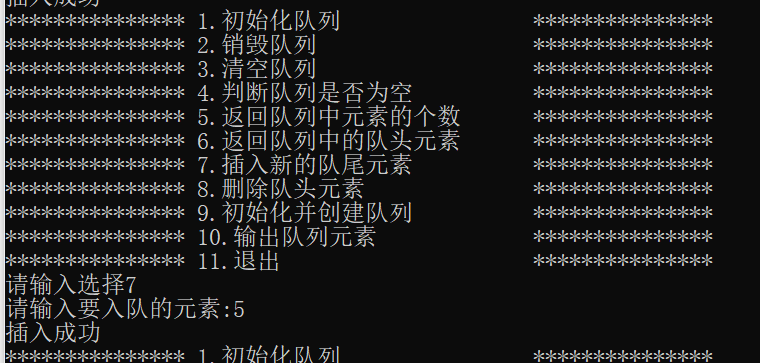 插入成功
*************** 1.初始化队列 ***************
*************** 2.销毁队列 ***************
*************** 3.清空队列 ***************
*************** 4.判断队列是否为空 ***************
*************** 5.返回队列中元素的个数 ***************
*************** 6.返回队列中的队头元素 ***************
*************** 7.插入新的队尾元素 ***************
*************** 8.删除队头元素 ***************
*************** 9.初始化并创建队列 ***************
*************** 10.输出队列元素 ***************
*************** 11.退出 ***************
请输入选择7
请输入要入队的元素:5
插入成功
*************** 1.初始化队列 ***************